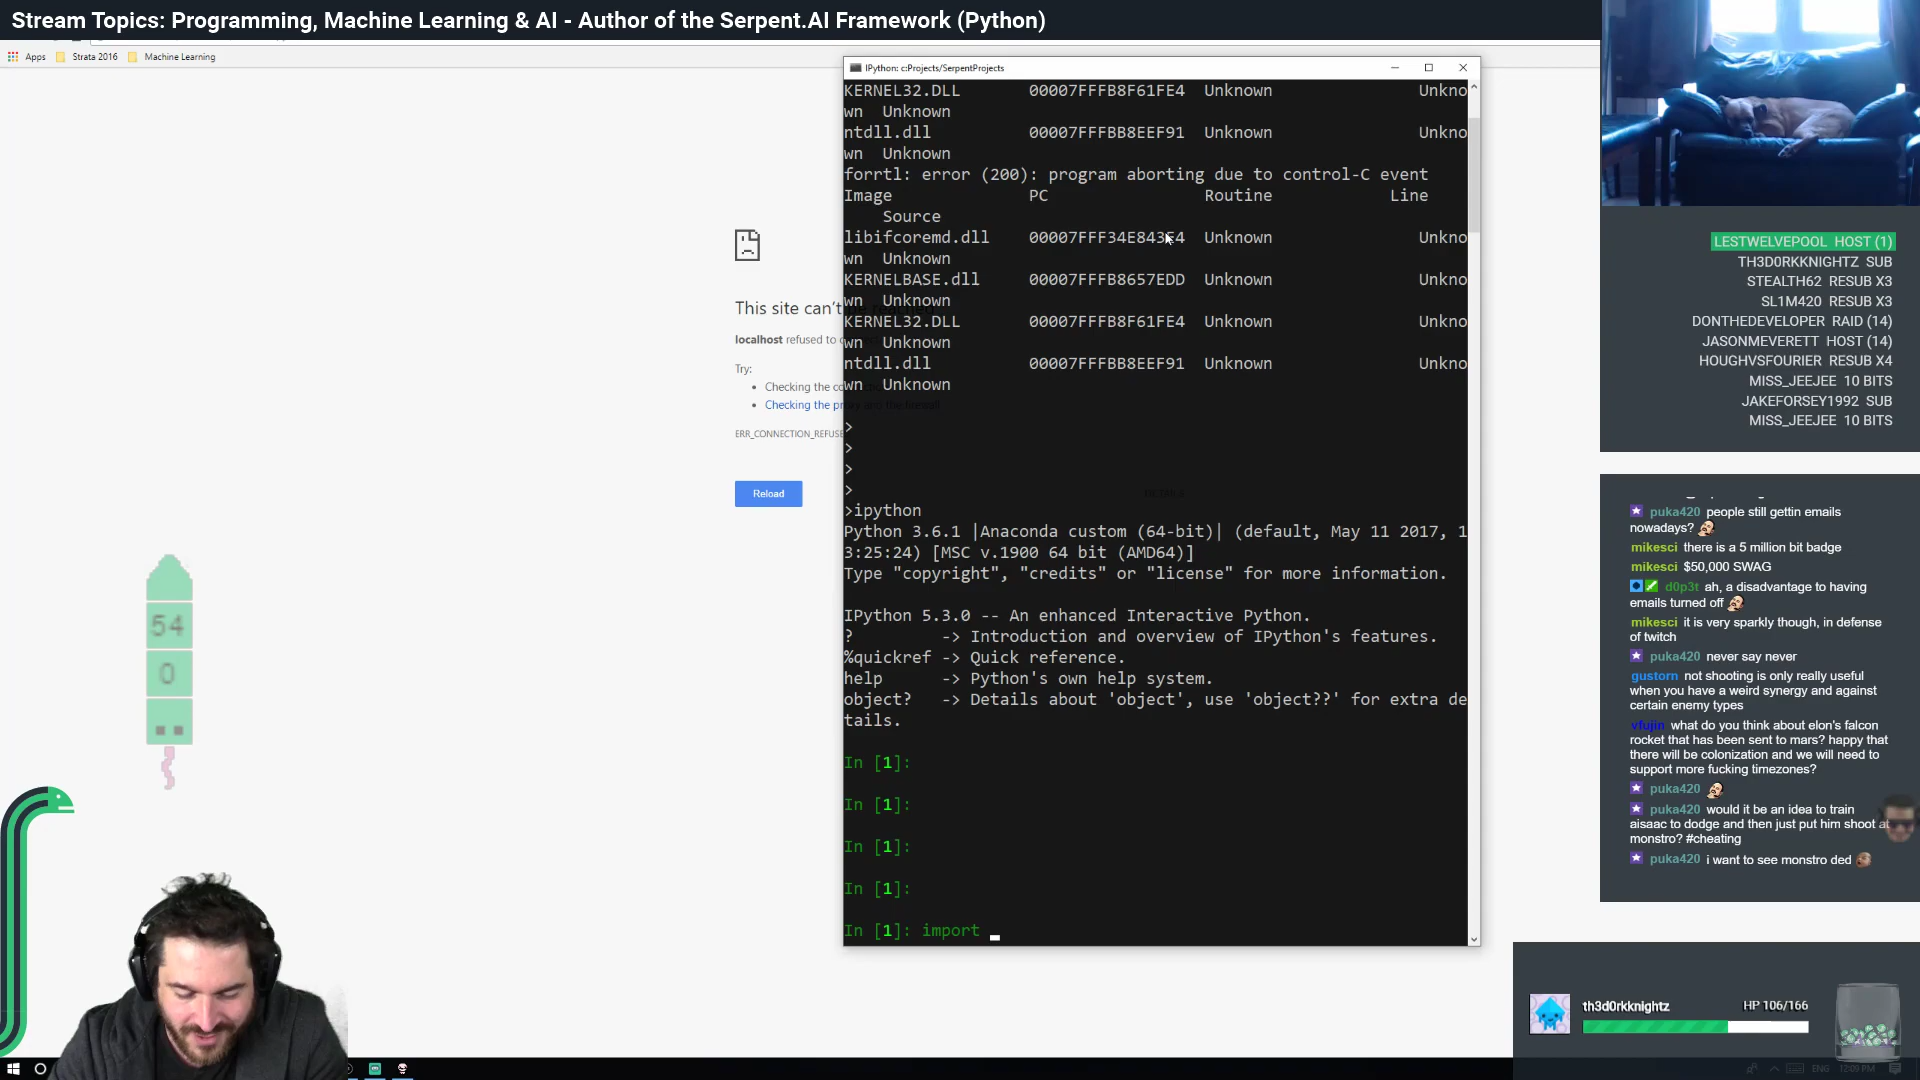 Stream Topics: Programming, Machine Learning & AI - Author of the Serpent.AI Framework (Python)
Apps
Strata 2016
Machine Learning
This site can't
localhost refused to
Try:
Checking the co
Checking the pr
ERR_CONNECTION_REFUSE
Reload
54
0
IPython: c:Projects/SerpentProjects
KERNEL32.DLL 00007FFFB8F61FE4 Unknown Unkno
wn Unknown
ntdll.dll 00007FFFBB8EEF91 Unknown Unkno
wn Unknown
forrtl: error (200): program aborting due to control-C event
Image PC Routine Line
Source
libifcoremd.dll 00007FFF34E843E4 Unknown Unkno
wn Unknown
KERNELBASE.dll 00007FFFB8657EDD Unknown Unkno
wn Unknown
KERNEL32.DLL 00007FFFB8F61FE4 Unknown Unkno
wn Unknown
ntdll.dll 00007FFFBB8EEF91 Unknown Unkno
wn Unknown
>
>
>
>
>ipython
Python 3.6.1 |Anaconda custom (64-bit)| (default, May 11 2017, 1
3:25:24) [MSC v.1900 64 bit (AMD64)]
Type "copyright", "credits" or "license" for more information.
IPython 5.3.0 -- An enhanced Interactive Python.
? -> Introduction and overview of IPython's features.
%quickref -> Quick reference.
help -> Python's own help system.
object? -> Details about 'object', use 'object??' for extra de
tails.
In [1]:
In [1]:
In [1]:
In [1]:
In [1]: import
LESTWELVEPOOL HOST (1)
TH3D0RKKNIGHTZ SUB
STEALTH62 RESUB X3
SL1M420 RESUB X3
DONTHEDEVELOPER RAID (14)
JASONMEVERETT HOST (14)
HOUGHVSFOURIER RESUB X4
MISS_JEEJEE 10 BITS
JAKEFORSEY1992 SUB
MISS_JEEJEE 10 BITS
puka420 people still gettin emails
nowadays?
mikesci there is a 5 million bit badge
mikesci $50,000 SWAG
d0p3t ah, a disadvantage to having
emails turned off
mikesci it is very sparkly though, in defense
of twitch
puka420 never say never
gustorn not shooting is only really useful
when you have a weird synergy and against
certain enemy types
vfujin what do you think about elon's falcon
rocket that has been sent to mars? happy that
there will be colonization and we will need to
support more fucking timezones?
puka420
puka420 would it be an idea to train
aisaac to dodge and then just put him shoot at
monstro? #cheating
puka420 i want to see monstro ded
th3d0rkknightz HP 106/166
ENG 12:09 PM